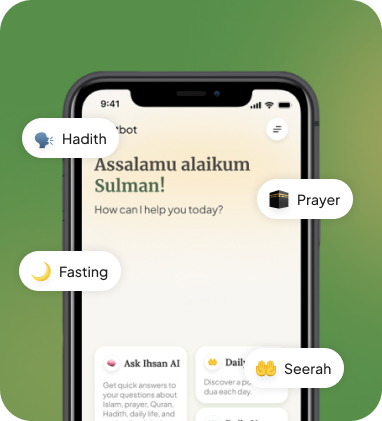 9:41
bot
Hadith
Assalamu alaikum
Sulman!
Prayer
How can I help you today?
Fasting
Ask Ihsan AI
Get quick answers to
your questions about
Islam, prayer, Quran,
Hadith, daily life, and
Discover a
dua each day.
Seerah